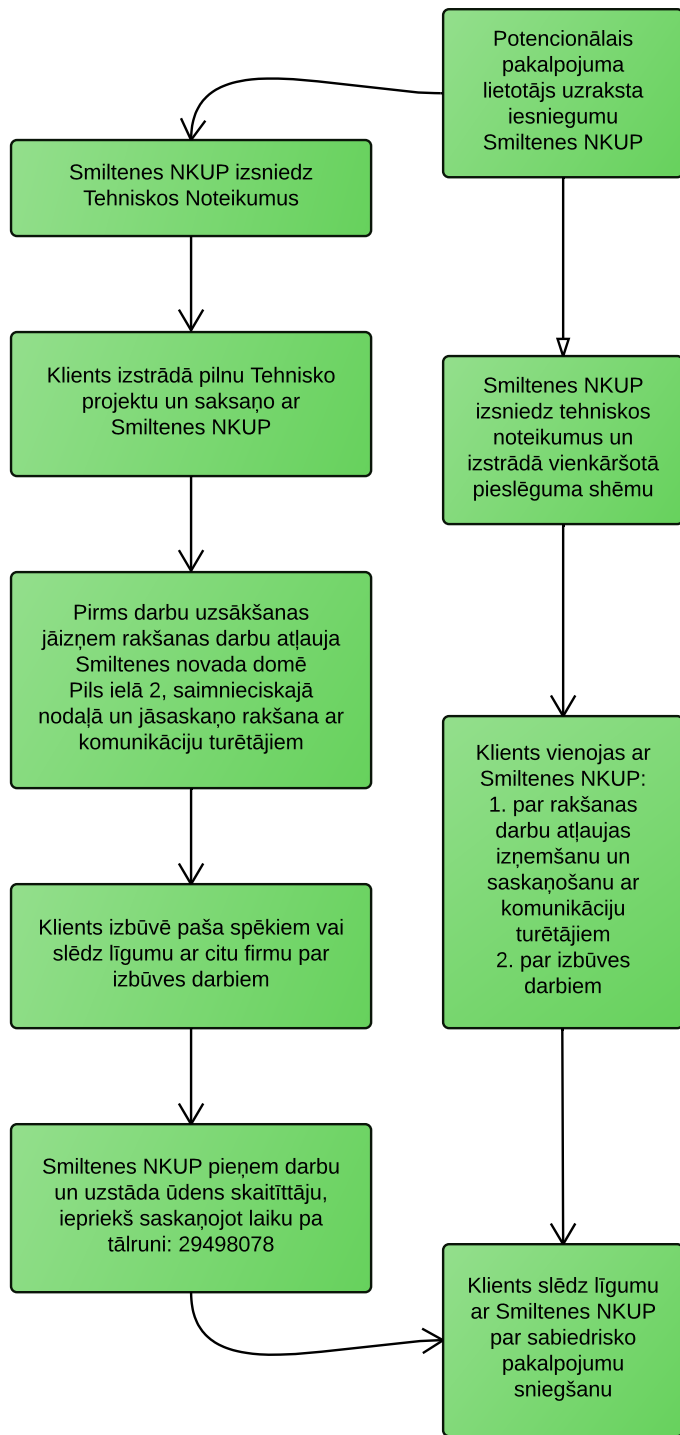 Potencionālais
pakalpojuma
lietotājs uzraksta
iesniegumu
Smiltenes NKUP
Smiltenes NKUP izsniedz
Tehniskos Noteikumus
Klients izstrādā pilnu Tehnisko
projektu un saksaņo ar
Smiltenes NKUP
Pirms darbu uzsākšanas
jāizņem rakšanas darbu atļauja
Smiltenes novada domē
Pils ielā 2, saimnieciskajā
nodaļā un jāsaskaņo rakšana ar
komunikāciju turētājiem
Klients izbūvē paša spēkiem vai
slēdz līgumu ar citu firmu par
izbūves darbiem
Smiltenes NKUP pieņem darbu
un uzstāda ūdens skaitīttāju,
iepriekš saskaņojot laiku pa
tālruni: 29498078
Smiltenes NKUP
izsniedz tehniskos
noteikumus un
izstrādā vienkāršotā
pieslēguma shēmu
Klients vienojas ar
Smiltenes NKUP:
1. par rakšanas
darbu atļaujas
izņemšanu un
saskaņošanu ar
komunikāciju
turētājiem
2. par izbūves
darbiem
Klients slēdz līgumu
ar Smiltenes NKUP
par sabiedrisko
pakalpojumu
sniegšanu